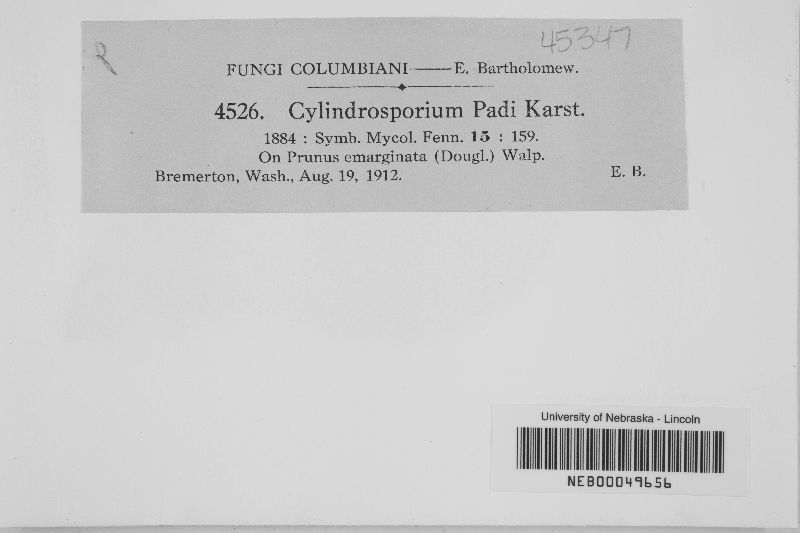 45347
FUNGI COLUMBIANI — E. Bartholomew.
4526. Cylindrosporium Padi Karst.
1884 : Symb. Mycol. Fenn. 15 : 159.
On Prunus emarginata (Dougl.) Walp.
Bremerton, Wash., Aug. 19, 1912. E. B.
University of Nebraska - Lincoln
NEB00049656